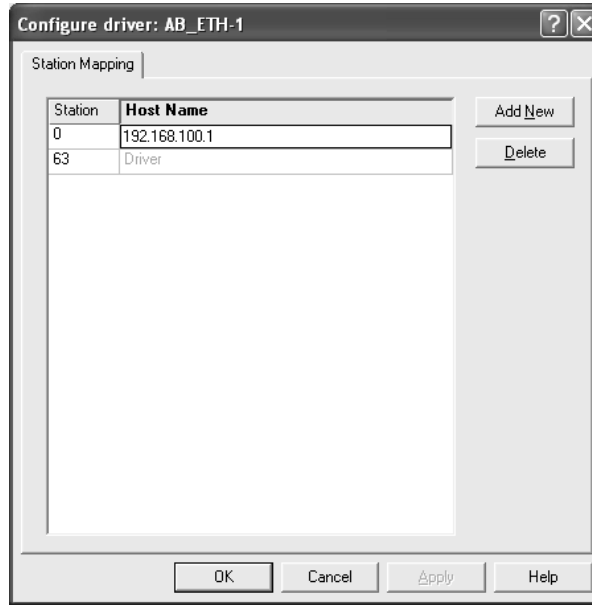 Configure driver: AB_ETH-1
Station Mapping
Station Host Name
0 192.168.100.1
63 Driver
Add New
Delete
OK Cancel Apply Help